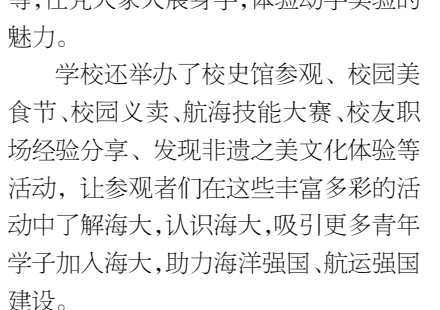 等,让凭大家大展身手,体验动手实验的
魅力。
学校还举办了校史馆参观、校园美
食节、校园义卖、航海技能大赛、校友职
场经验分享、发现非遗之美文化体验等
活动,让参观者们在这些丰富多彩的活
动中了解海大,认识海大,吸引更多青年
学子加入海大,助力海洋强国、航运强国
建设。